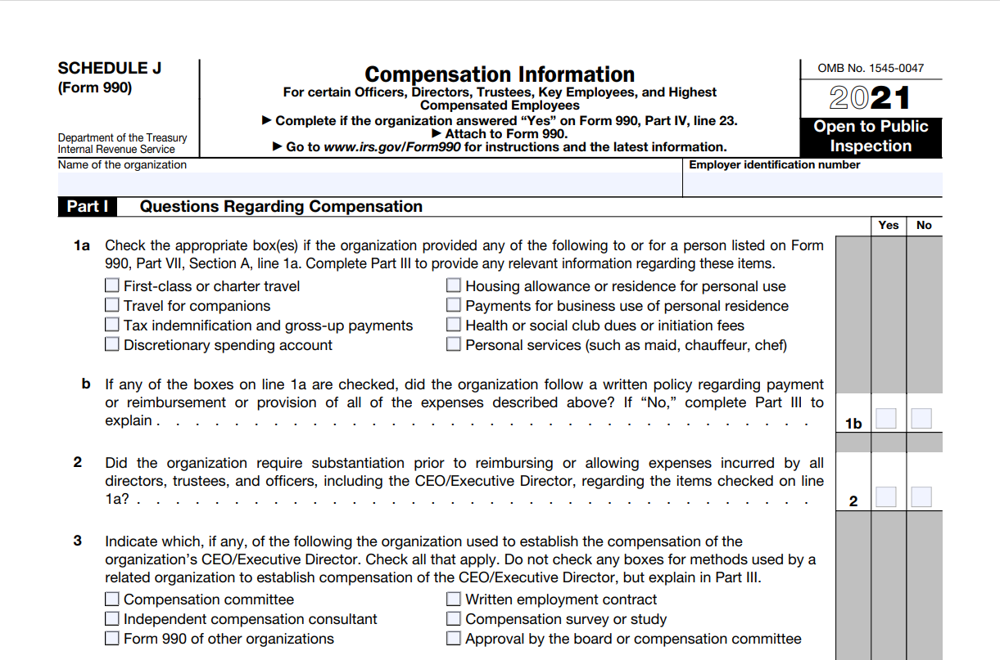 SCHEDULE J
(Form 990)
Department of the Treasury
Internal Revenue Service
Compensation Information
For certain Officers, Directors, Trustees, Key Employees, and Highest
Compensated Employees
▶ Complete if the organization answered “Yes” on Form 990, Part IV, line 23.
▶ Attach to Form 990.
▶ Go to www.irs.gov/Form990 for instructions and the latest information.
OMB No. 1545-0047
2021
Open to Public
Inspection
Name of the organization
Employer identification number
Part I Questions Regarding Compensation
Yes No
1a Check the appropriate box(es) if the organization provided any of the following to or for a person listed on Form
990, Part VII, Section A, line 1a. Complete Part III to provide any relevant information regarding these items.
First-class or charter travel
Travel for companions
Tax indemnification and gross-up payments
Discretionary spending account
Housing allowance or residence for personal use
Payments for business use of personal residence
Health or social club dues or initiation fees
Personal services (such as maid, chauffeur, chef)
b If any of the boxes on line 1a are checked, did the organization follow a written policy regarding payment
or reimbursement or provision of all of the expenses described above? If “No,” complete Part III to
explain . . . . . . . . . . . . . . . . . . . . . . . . . . . . . . . . . . 1b
2 Did the organization require substantiation prior to reimbursing or allowing expenses incurred by all
directors, trustees, and officers, including the CEO/Executive Director, regarding the items checked on line
1a? . . . . . . . . . . . . . . . . . . . . . . . . . . . . . . . . . . . 2
3 Indicate which, if any, of the following the organization used to establish the compensation of the
organization’s CEO/Executive Director. Check all that apply. Do not check any boxes for methods used by a
related organization to establish compensation of the CEO/Executive Director, but explain in Part III.
Compensation committee
Independent compensation consultant
Form 990 of other organizations
Written employment contract
Compensation survey or study
Approval by the board or compensation committee